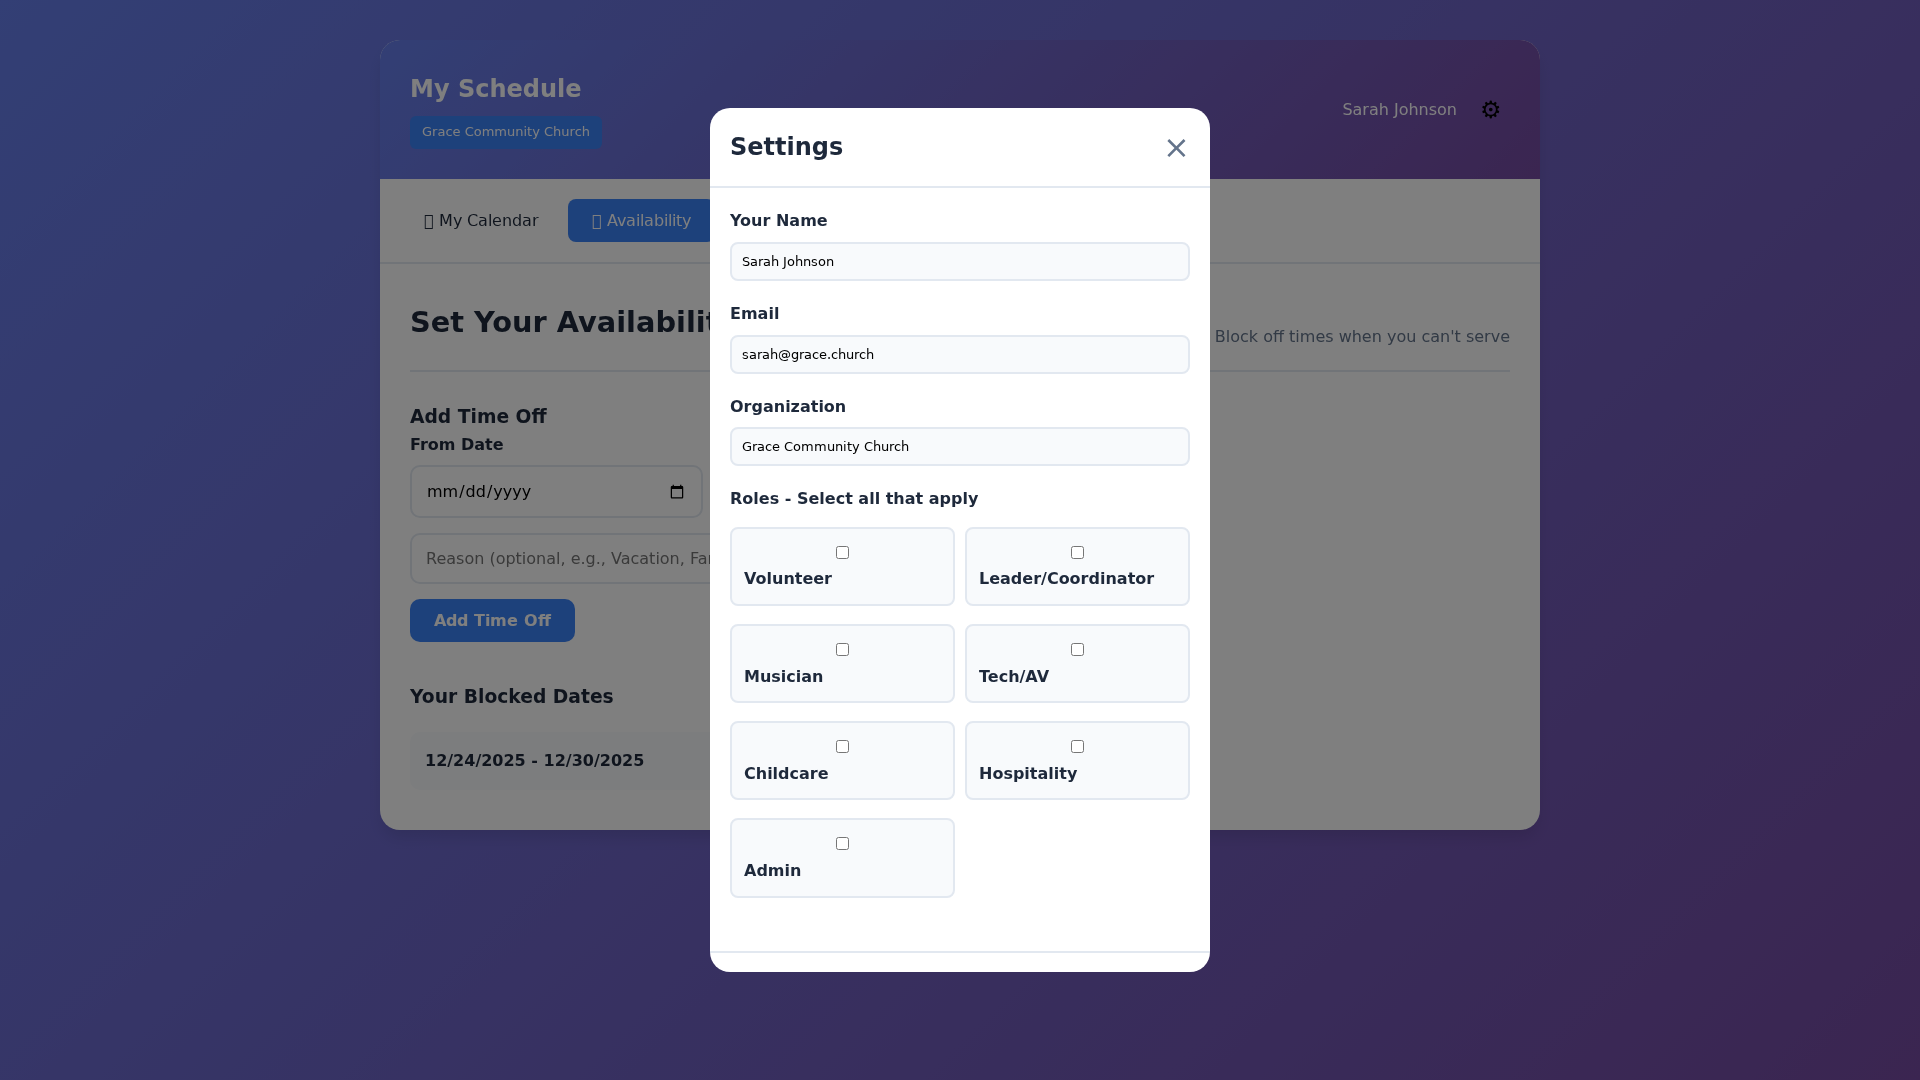 My Schedule
Grace Community Church
Sarah Johnson
My Calendar
Availability
Set Your Availabilit
Block off times when you can't serve
Add Time Off
From Date
mm/dd/yyyy
Reason (optional, e.g., Vacation, Fa
Add Time Off
Your Blocked Dates
12/24/2025 - 12/30/2025
Settings
Your Name
Sarah Johnson
Email
sarah@grace.church
Organization
Grace Community Church
Roles - Select all that apply
Volunteer
Leader/Coordinator
Musician
Tech/AV
Childcare
Hospitality
Admin